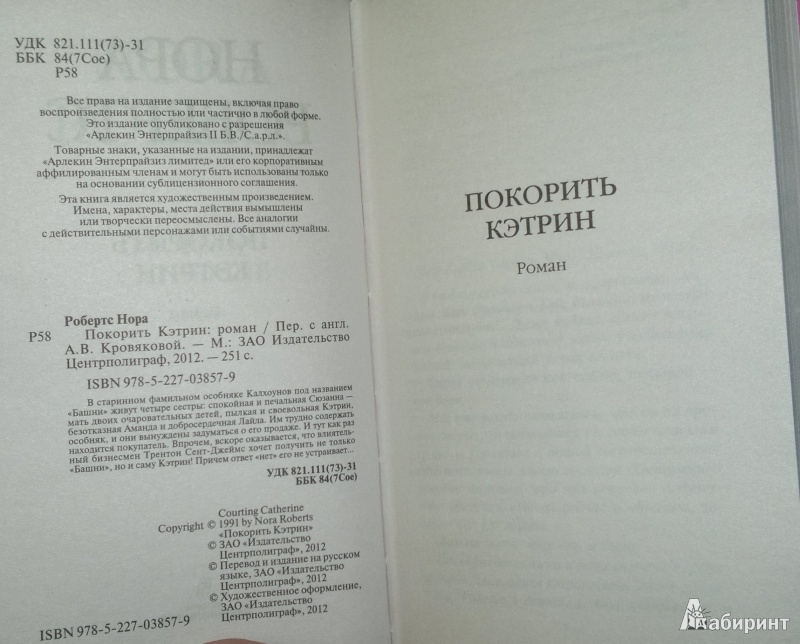 УДК 821.111(73)-31
ББК 84(7Сое)
Р58
Все права на издание защищены, включая право
воспроизведения полностью или частично в любой форме.
Это издание опубликовано с разрешения
«Арлекин Энтерпрайзиз II Б.В./С.а.р.л.».
Товарные знаки, указанные на издании, принадлежат
«Арлекин Энтерпрайзиз лимитед» или его корпоративным
аффилированным членам и могут быть использованы только
на основании сублицензионного соглашения.
Эта книга является художественным произведением.
Имена, характеры, места действия вымышлены
или творчески переосмыслены. Все аналогии
с действительными персонажами или событиями случайны.
Робертс Нора
Р58 Покорить Кэтрин: роман / Пер. с англ.
А.В. Кровяковой. — М.: ЗАО Издательство
Центрполиграф, 2012. — 251 с.
ISBN 978-5-227-03857-9
В старинном фамильном особняке Калхоунов под названием
«Башни» живут четыре сестры: спокойная и печальная Сюзанна —
мать двоих очаровательных детей, пылкая и своевольная Кэтрин,
безотказная Аманда и добросердечная Лайла. Им трудно содержать
особняк, и они вынуждены задуматься о его продаже. И тут как раз
находится покупатель. Впрочем, вскоре оказывается, что влиятель-
ный бизнесмен Трентон Сент-Джеймс хочет получить не только
«Башни», но и саму Кэтрин! Причем ответ «нет» его не устраивает...
УДК 821.111(73)-31
ББК 84(7Сое)
Courting Catherine
Copyright © 1991 by Nora Roberts
«Покорить Кэтрин»
© ЗАО «Издательство
Центрполиграф», 2012
© Перевод и издание на русском
языке, ЗАО «Издательство
Центрполиграф», 2012
© Художественное оформление,
ЗАО «Издательство
Центрполиграф», 2012
ISBN 978-5-227-03857-9
ПОКОРИТЬ
КЭТРИН
Роман
Лабиринт